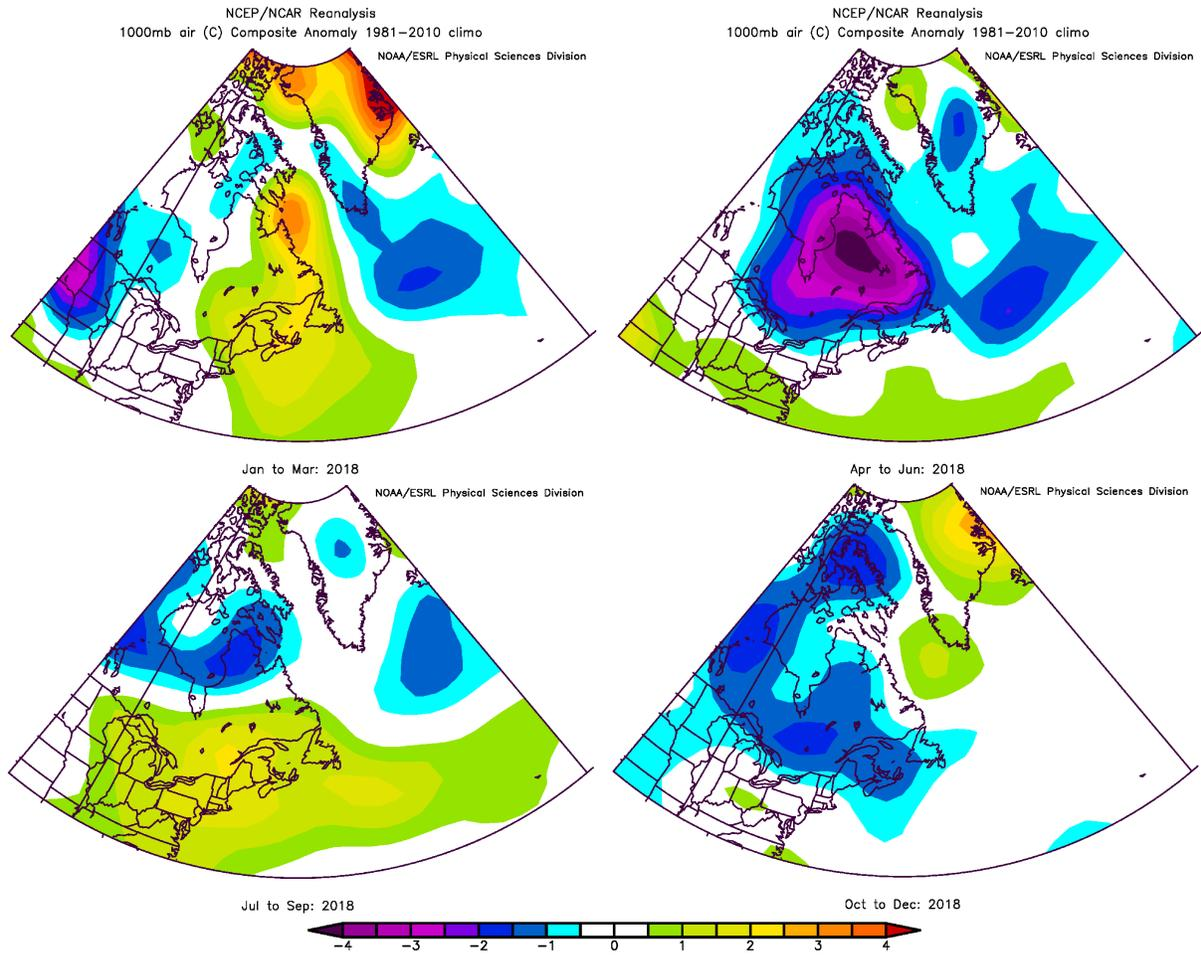 NCEP/NCAR Reanalysis
1000mb air (C) Composite Anomaly 1981-2010 climo
NOAA/ESRL Physical Sciences Division
NCEP/NCAR Reanalysis
1000mb air (C) Composite Anomaly 1981-2010 climo
NOAA/ESRL Physical Sciences Division
Jan to Mar: 2018
Apr to Jun: 2018
NOAA/ESRL Physical Sciences Division
NOAA/ESRL Physical Sciences Division
Jul to Sep: 2018
Oct to Dec: 2018
-4 -3 -2 -1 0 1 2 3 4